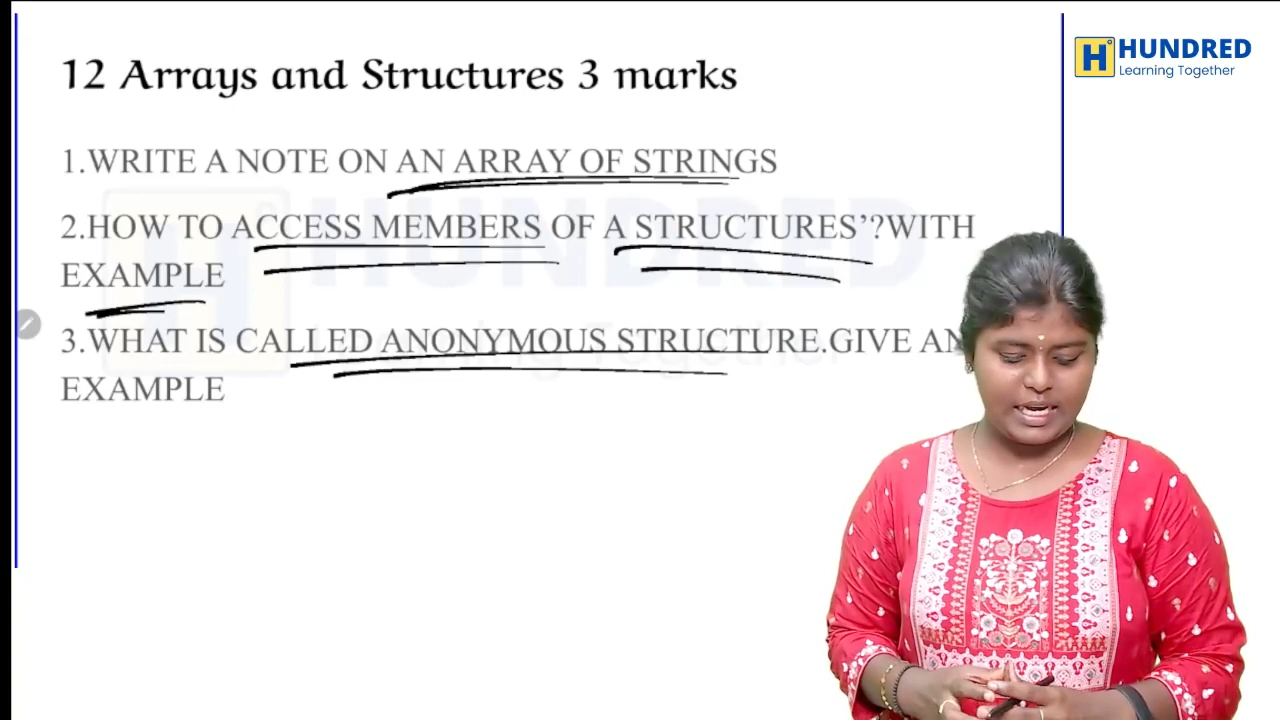 HUNDRED
Learning Together
12 Arrays and Structures 3 marks
1.WRITE A NOTE ON AN ARRAY OF STRINGS
2.HOW TO ACCESS MEMBERS OF A STRUCTURES’?WITH
EXAMPLE
3.WHAT IS CALLED ANONYMOUS STRUCTURE.GIVE AN
EXAMPLE